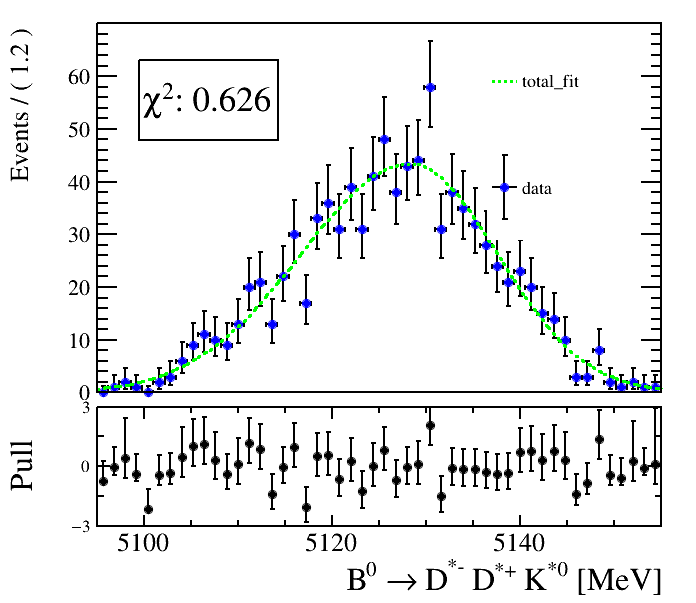 Events / ( 1.2 )
60
50
40
30
20
10
0
χ²: 0.626
total_fit
data
Pull
3
0
−3
5100
5120
5140
B⁰ → D*⁻ D*⁺ K*⁰ [MeV]